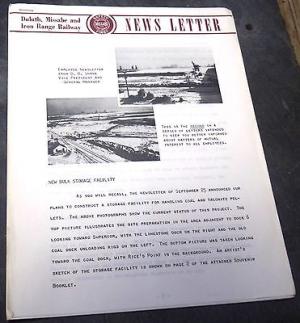 Duluth, Missabe and
Iron Range Railway
NEWS LETTER
Employee Newsletter
from D. B. Shank
Vice President and
General Manager
This is the second in a
series of letters intended
to keep you better informed
about matters of mutual
interest to all employees.
NEW BULK STORAGE FACILITY
As you will recall, the newsletter of September 25 announced our
plans to construct a storage facility for handling coal and taconite pel-
lets. The above photographs show the current status of this project. The
top picture illustrates the site preparation in the area adjacent to Dock 6
looking toward Superior, with the limestone dock on the right and the old
coal dock unloading rigs on the left. The bottom picture was taken looking
toward the coal dock, with Rice's Point in the background. An artist's
sketch of the storage facility is shown on page 2 of the attached Souvenir
Booklet.